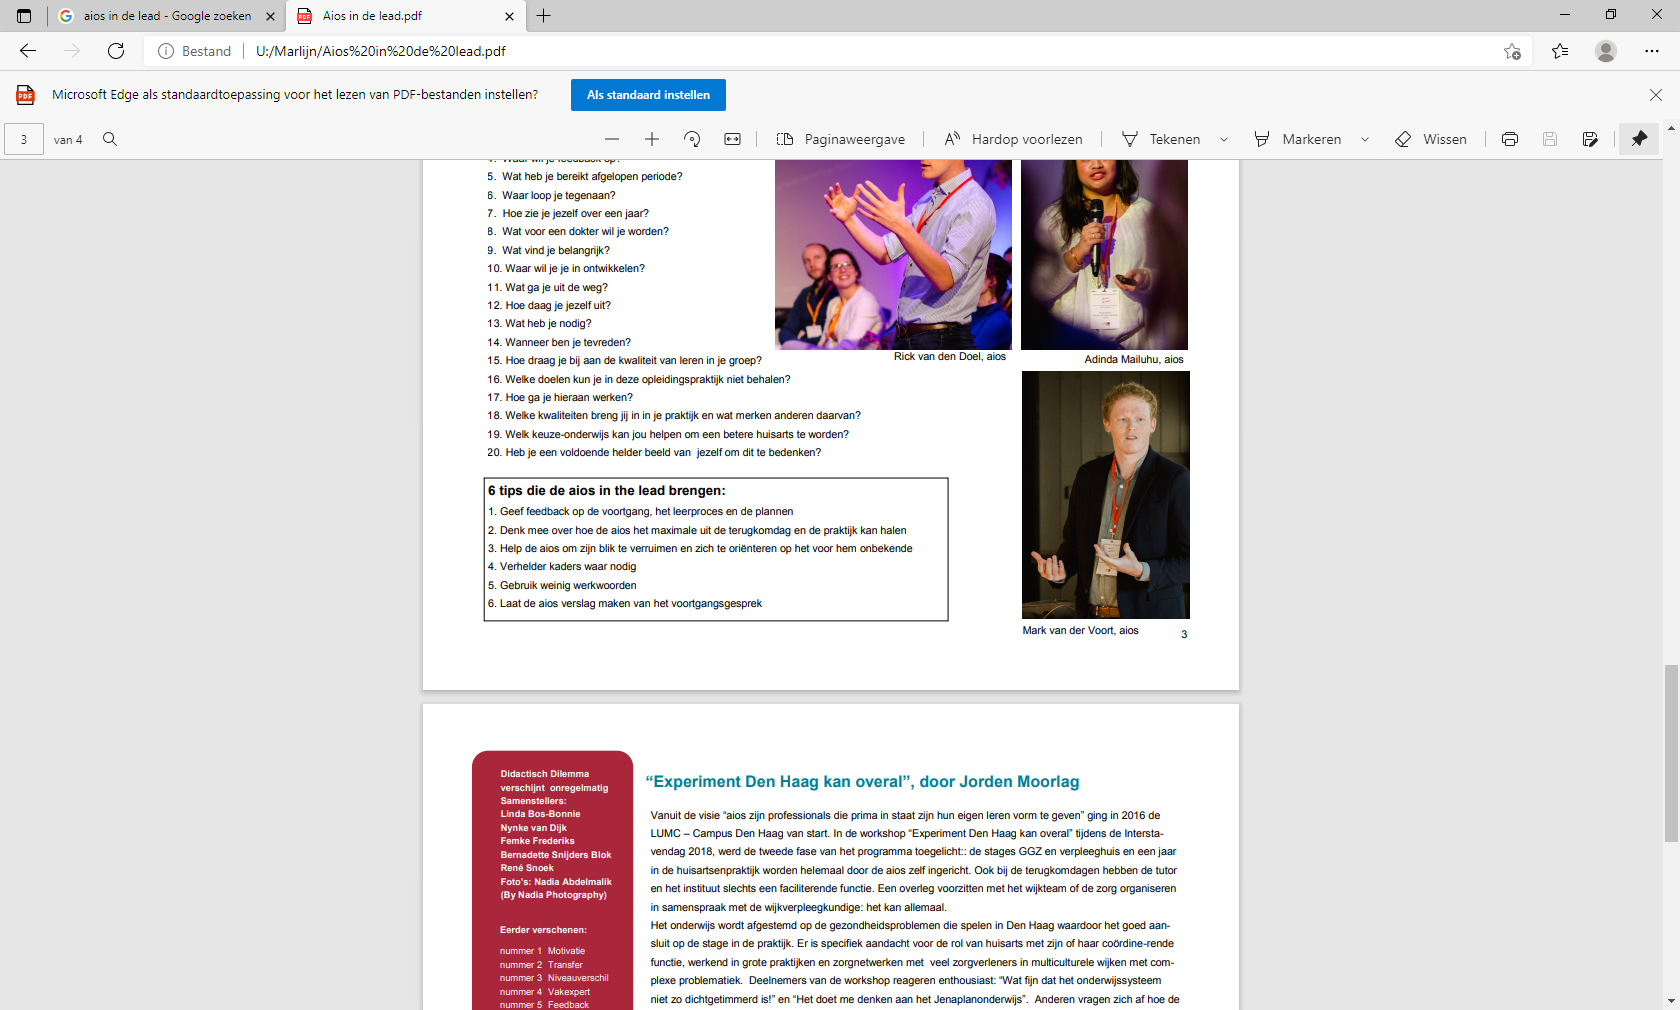 aios in de lead - Google zoeken
Aios in de lead.pdf
Bestand
U:/Marlijn/Aios%20in%20de%20lead.pdf
PDF
Microsoft Edge als standaardtoepassing voor het lezen van PDF-bestanden instellen?
Als standaard instellen
3 van 4
Paginaweergave
Hardop voorlezen
Tekenen
Markeren
Wissen
4. Waar wil je feedback op?
5. Wat heb je bereikt afgelopen periode?
6. Waar loop je tegenaan?
7. Hoe zie je jezelf over een jaar?
8. Wat voor een dokter wil je worden?
9. Wat vind je belangrijk?
10. Waar wil je je in ontwikkelen?
11. Wat ga je uit de weg?
12. Hoe daag je jezelf uit?
13. Wat heb je nodig?
14. Wanneer ben je tevreden?
15. Hoe draag je bij aan de kwaliteit van leren in je groep?
16. Welke doelen kun je in deze opleidingspraktijk niet behalen?
17. Hoe ga je hieraan werken?
18. Welke kwaliteiten breng jij in in je praktijk en wat merken anderen daarvan?
19. Welk keuze-onderwijs kan jou helpen om een betere huisarts te worden?
20. Heb je een voldoende helder beeld van  jezelf om dit te bedenken?
Rick van den Doel, aios
Adinda Mailuhu, aios
6 tips die de aios in the lead brengen:
1. Geef feedback op de voortgang, het leerproces en de plannen
2. Denk mee over hoe de aios het maximale uit de terugkomdag en de praktijk kan halen
3. Help de aios om zijn blik te verruimen en zich te oriënteren op het voor hem onbekende
4. Verhelder kaders waar nodig
5. Gebruik weinig werkwoorden
6. Laat de aios verslag maken van het voortgangsgesprek
Mark van der Voort, aios
3
Didactisch Dilemma
verschijnt  onregelmatig
Samenstellers:
Linda Bos-Bonnie
Nynke van Dijk
Femke Frederiks
Bernadette Snijders Blok
René Snoek
Foto's: Nadia Abdelmalik
(By Nadia Photography)
Eerder verschenen:
nummer 1  Motivatie
nummer 2  Transfer
nummer 3  Niveauverschil
nummer 4  Vakexpert
nummer 5  Feedback
“Experiment Den Haag kan overal”, door Jorden Moorlag
Vanuit de visie “aios zijn professionals die prima in staat zijn hun eigen leren vorm te geven” ging in 2016 de
LUMC – Campus Den Haag van start. In de workshop “Experiment Den Haag kan overal” tijdens de Intersta-
vendag 2018, werd de tweede fase van het programma toegelicht:: de stages GGZ en verpleeghuis en een jaar
in de huisartsenpraktijk worden helemaal door de aios zelf ingericht. Ook bij de terugkomdagen hebben de tutor
en het instituut slechts een faciliterende functie. Een overleg voorzitten met het wijkteam of de zorg organiseren
in samenspraak met de wijkverpleegkundige: het kan allemaal.
Het onderwijs wordt afgestemd op de gezondheidsproblemen die spelen in Den Haag waardoor het goed aan-
sluit op de stage in de praktijk. Er is specifiek aandacht voor de rol van huisarts met zijn of haar coördine-rende
functie, werkend in grote praktijken en zorgnetwerken met  veel zorgverleners in multiculturele wijken met com-
plexe problematiek.  Deelnemers van de workshop reageren enthousiast: “Wat fijn dat het onderwijssysteem
niet zo dichtgetimmerd is!” en “Het doet me denken aan het Jenaplanonderwijs”.  Anderen vragen zich af hoe de